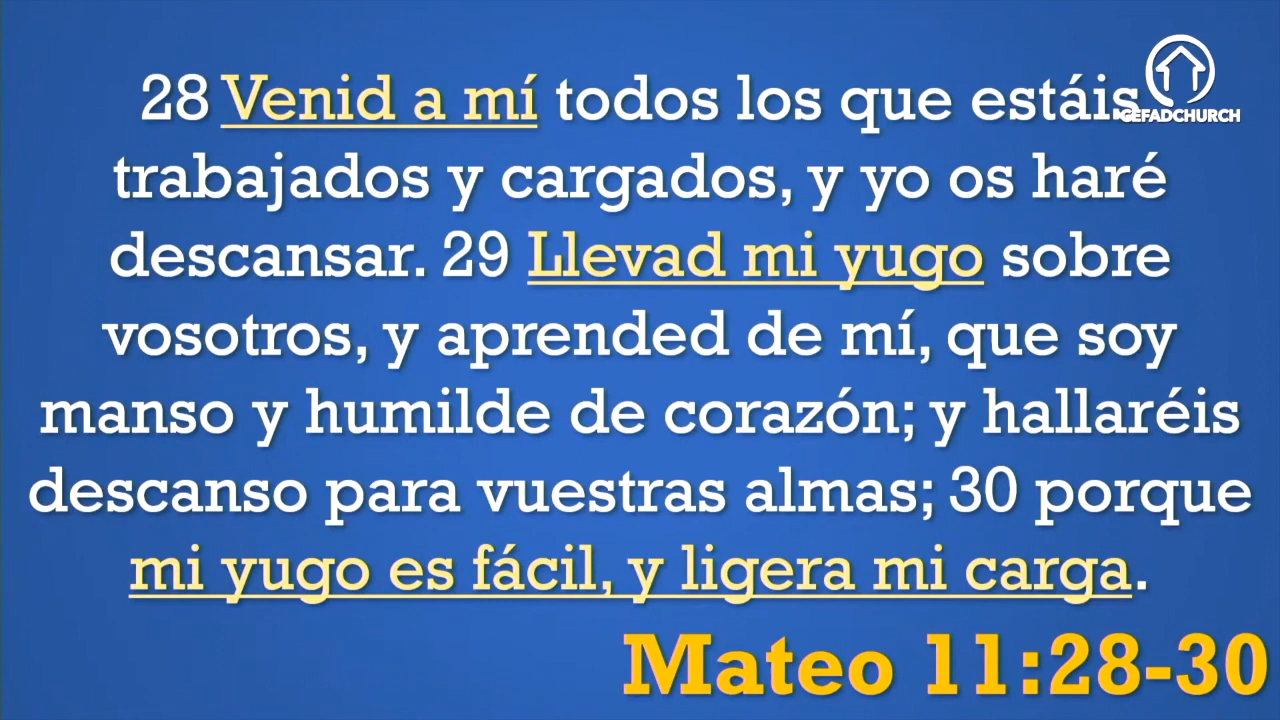 28 Venid a mí todos los que estáis
CEFADCHURCH
trabajados y cargados, y yo os haré
descansar. 29 Llevad mi yugo sobre
vosotros, y aprended de mí, que soy
manso y humilde de corazón; y hallaréis
descanso para vuestras almas; 30 porque
mi yugo es fácil, y ligera mi carga.
Mateo 11:28-30